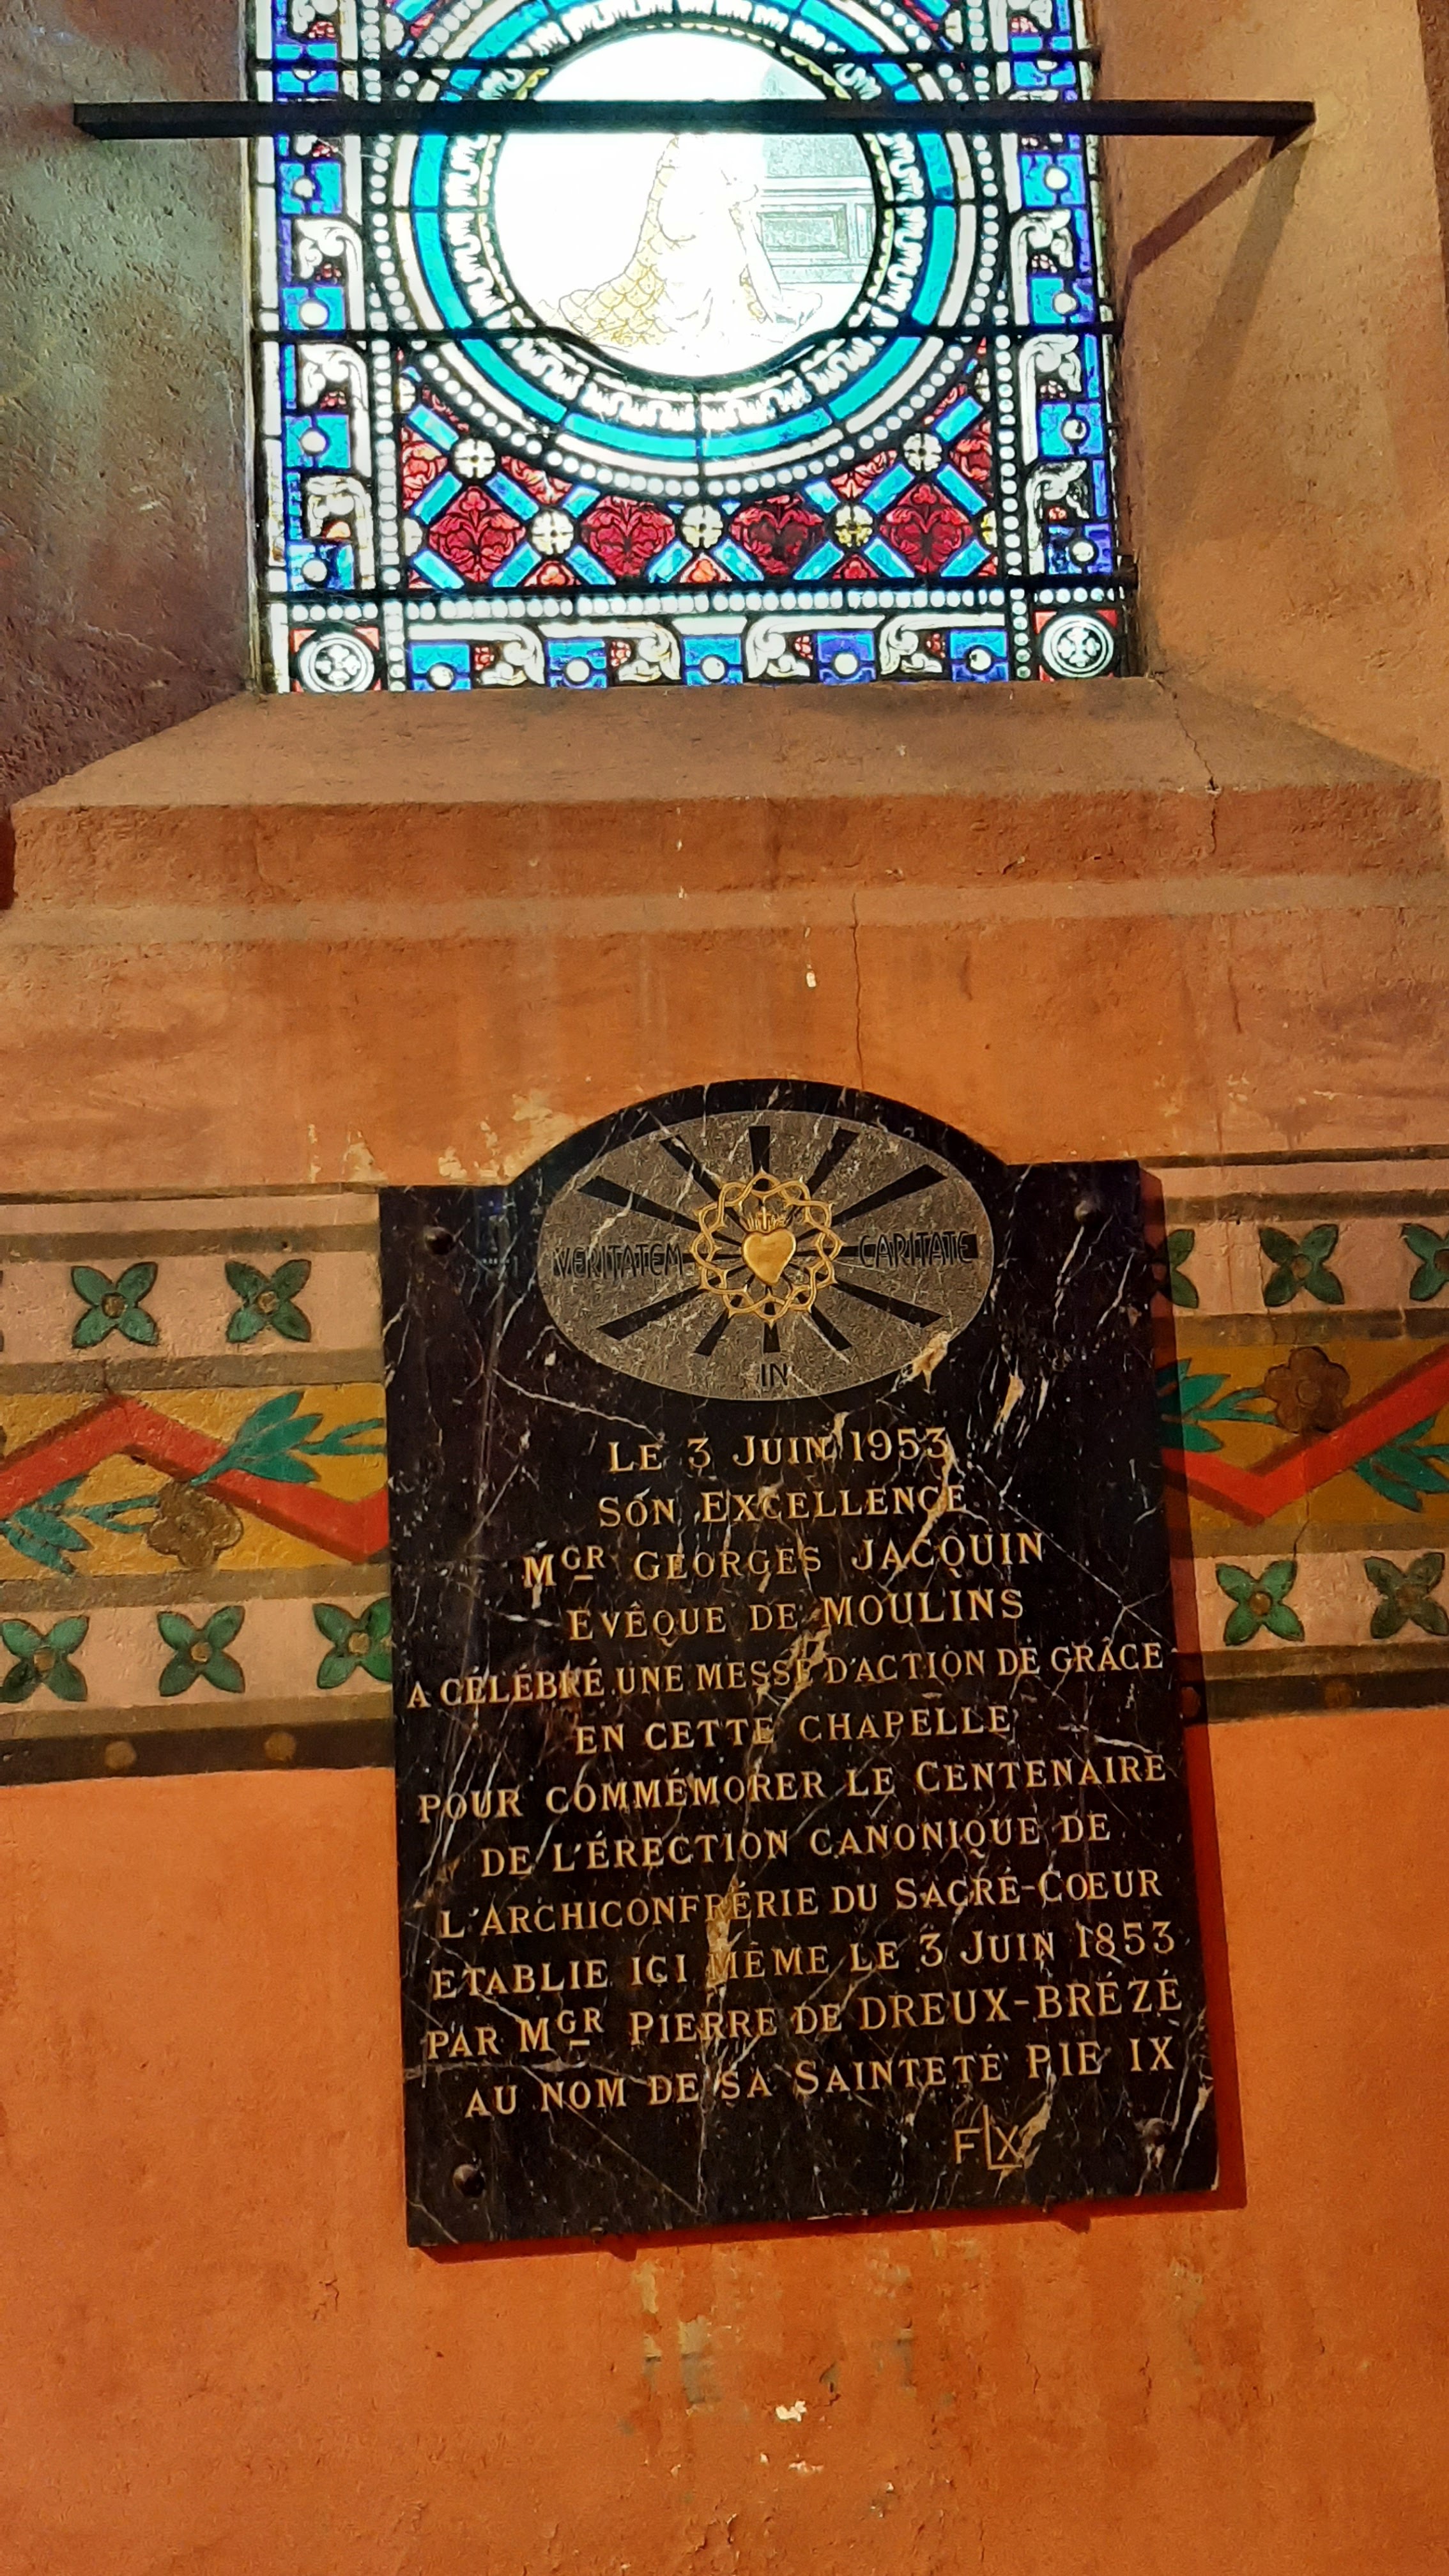 VERITATEM CARITATE
IN
LE 3 JUIN 1953
SON EXCELLENCE
MGR GEORGES JACQUIN
EVÊQUE DE MOULINS
A CÉLÉBRÉ UNE MESSE D'ACTION DE GRÂCE
EN CETTE CHAPELLE
POUR COMMÉMORER LE CENTENAIRE
DE L'ÉRECTION CANONIQUE DE
L'ARCHICONFRÉRIE DU SACRÉ-COEUR
ETABLIE ICI MÊME LE 3 JUIN 1853
PAR MGR PIERRE DE DREUX-BRÉZÉ
AU NOM DE SA SAINTETÉ PIE IX
FLX